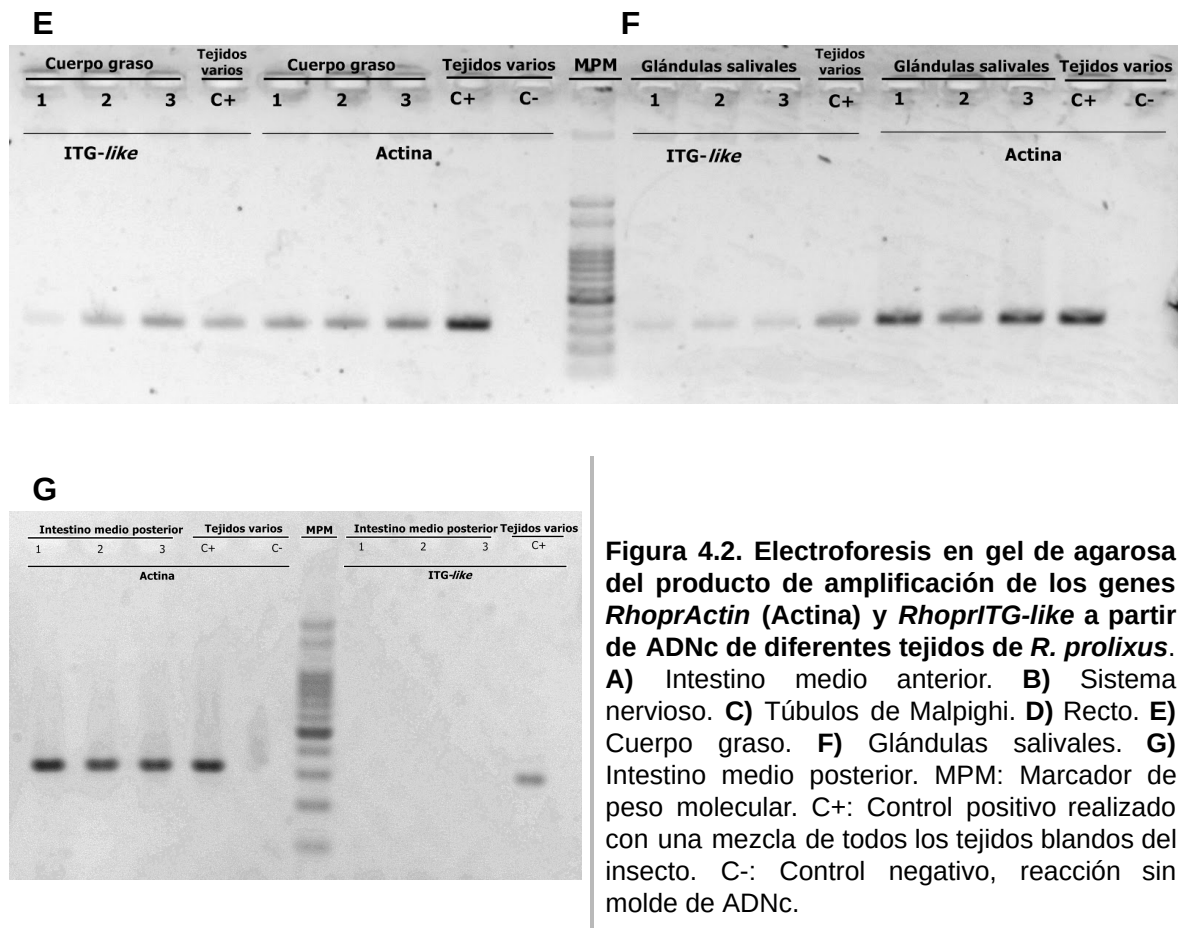 E
F
Cuerpo graso Tejidos varios Cuerpo graso Tejidos varios MPM Glándulas salivales Tejidos varios Glándulas salivales Tejidos varios
1 2 3 C+ 1 2 3 C+ C- 1 2 3 C+ 1 2 3 C+ C-
ITG-like Actina ITG-like Actina
G
Intestino medio posterior Tejidos varios MPM Intestino medio posterior Tejidos varios
1 2 3 C+ C- 1 2 3 C+
Actina ITG-like
Figura 4.2. Electroforesis en gel de agarosa
del producto de amplificación de los genes
RhoprActin (Actina) y RhoprITG-like a partir
de ADNc de diferentes tejidos de R. prolixus.
A) Intestino medio anterior. B) Sistema
nervioso. C) Túbulos de Malpighi. D) Recto. E)
Cuerpo graso. F) Glándulas salivales. G)
Intestino medio posterior. MPM: Marcador de
peso molecular. C+: Control positivo realizado
con una mezcla de todos los tejidos blandos del
insecto. C-: Control negativo, reacción sin
molde de ADNc.